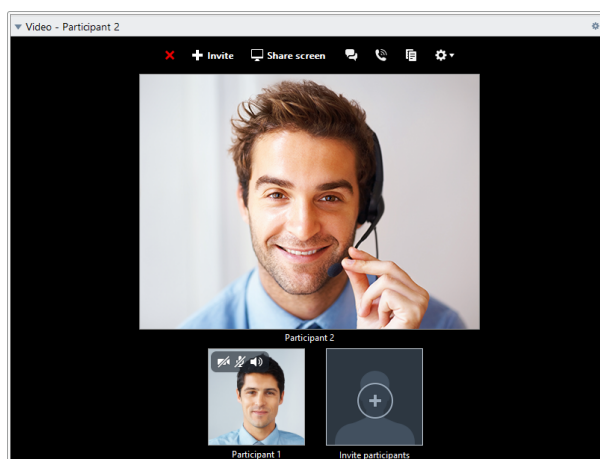 Video - Participant 2
Invite
Share screen
Participant 2
Participant 1
Invite participants